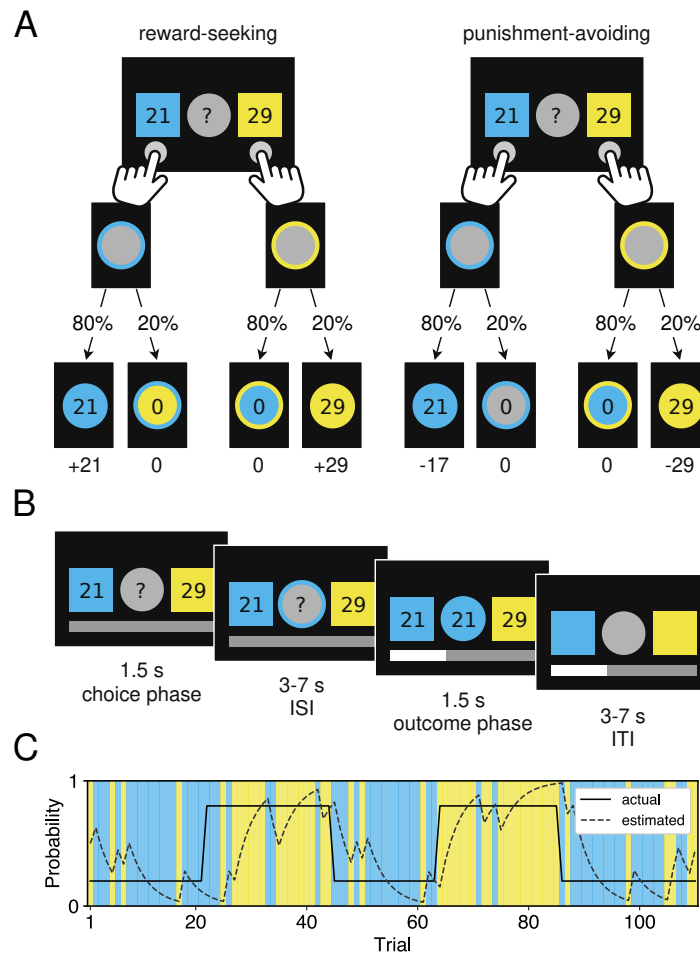 A
reward-seeking
punishment-avoiding
21 ? 29
21 ? 29
80% 20%
80% 20%
80% 20%
80% 20%
21 0 0 29
21 0 0 29
+21 0 0 +29
-17 0 0 -29
B
21 ? 29
21 ? 29
21 21 29
1.5 s
choice phase
3-7 s
ISI
1.5 s
outcome phase
3-7 s
ITI
C
1
Probability
0
actual
estimated
1 20 40 60 80 100
Trial